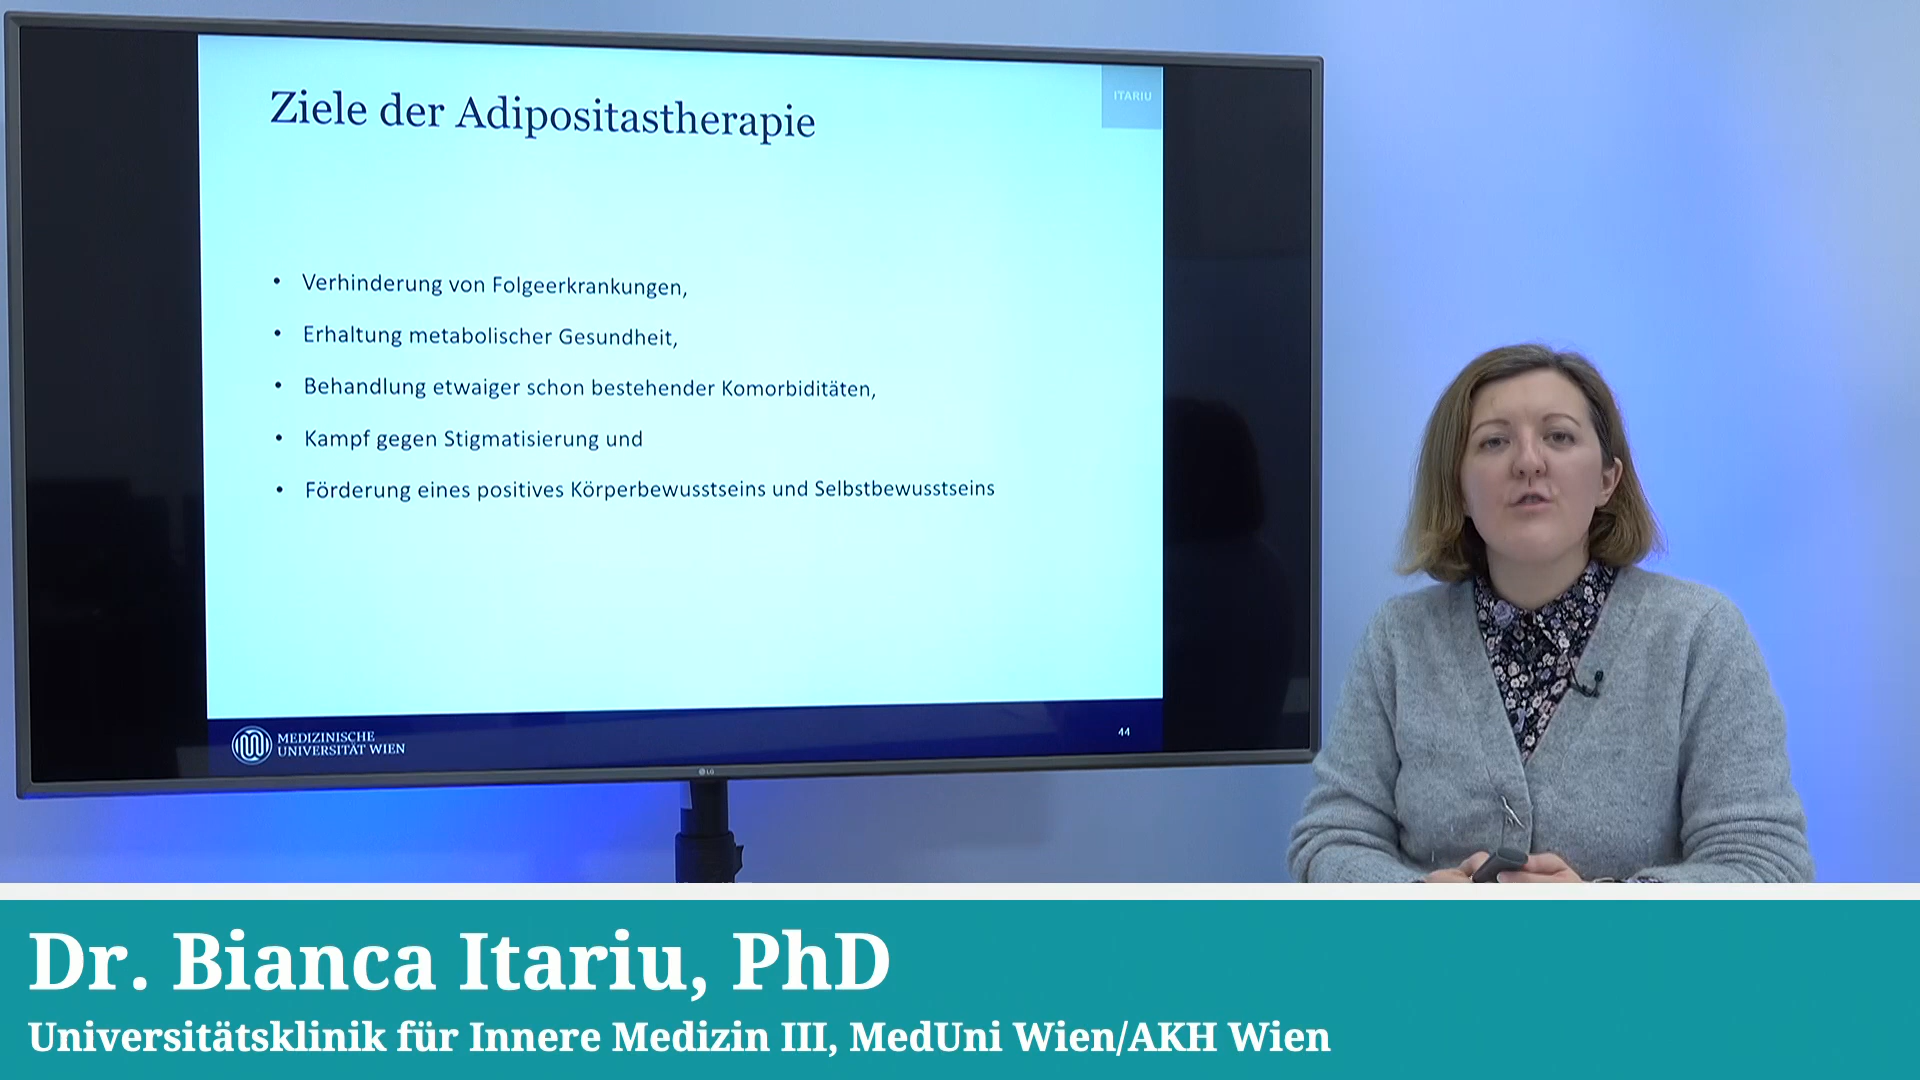 Ziele der Adipositastherapie
ITARIU
• Verhinderung von Folgeerkrankungen,
• Erhaltung metabolischer Gesundheit,
• Behandlung etwaiger schon bestehender Komorbiditäten,
• Kampf gegen Stigmatisierung und
• Förderung eines positives Körperbewusstseins und Selbstbewusstseins
MEDIZINISCHE
UNIVERSITÄT WIEN
44
LG
Dr. Bianca Itariu, PhD
Universitätsklinik für Innere Medizin III, MedUni Wien/AKH Wien